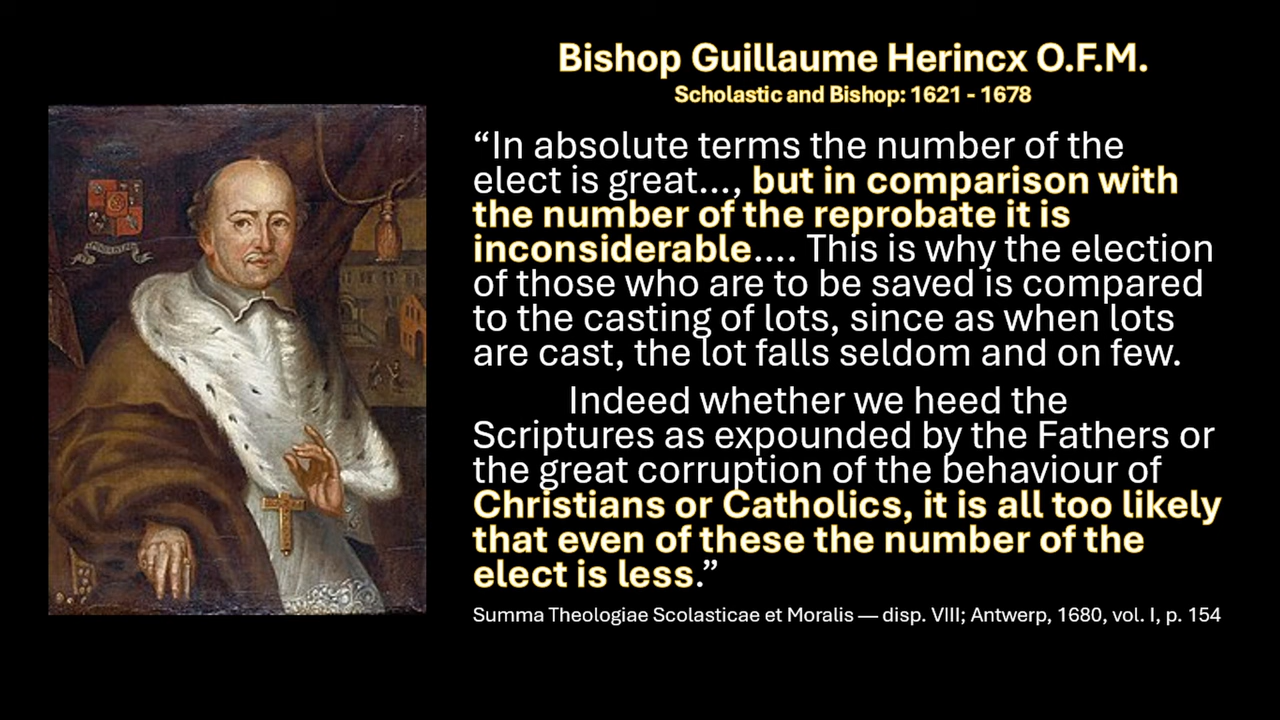 Bishop Guillaume Herincx O.F.M.
Scholastic and Bishop: 1621 - 1678
“In absolute terms the number of the
elect is great..., but in comparison with
the number of the reprobate it is
inconsiderable.... This is why the election
of those who are to be saved is compared
to the casting of lots, since as when lots
are cast, the lot falls seldom and on few.
Indeed whether we heed the
Scriptures as expounded by the Fathers or
the great corruption of the behaviour of
Christians or Catholics, it is all too likely
that even of these the number of the
elect is less.”
Summa Theologiae Scolasticae et Moralis — disp. VIII; Antwerp, 1680, vol. I, p. 154